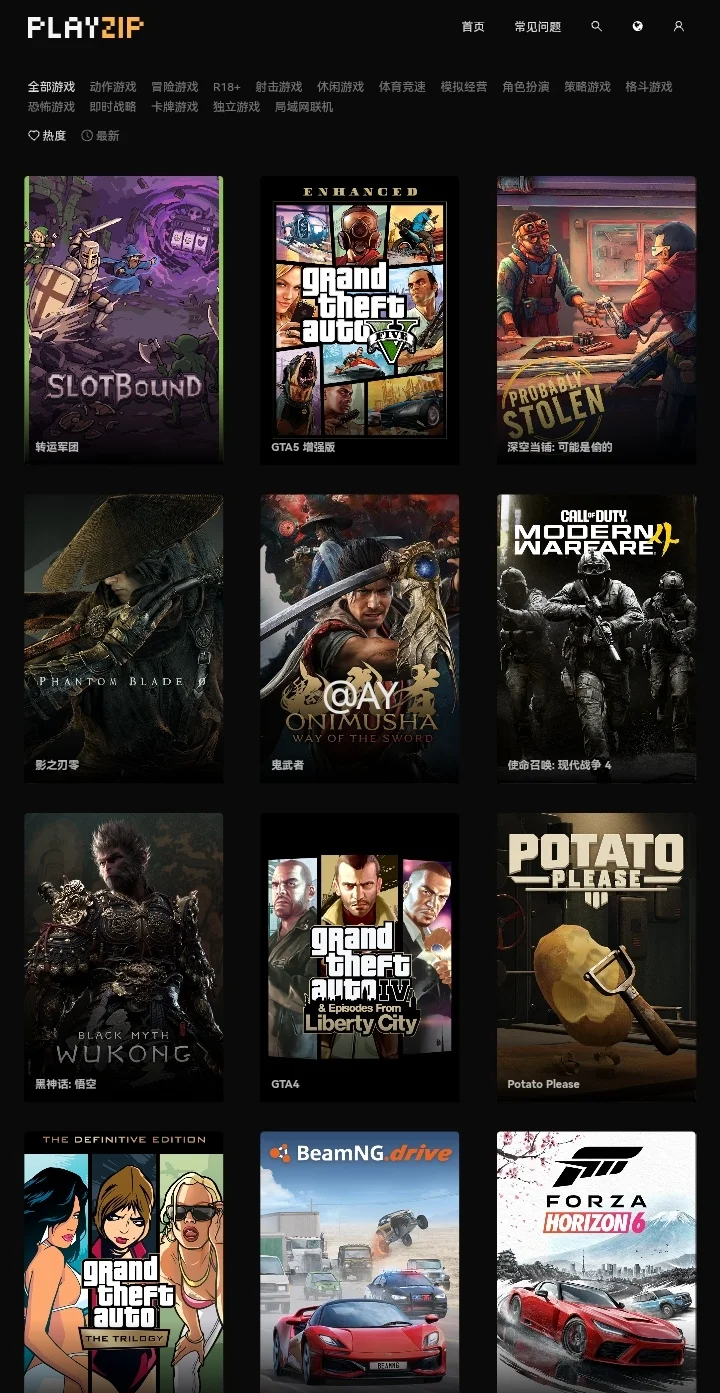 PLAYZIP
首页 常见问题
全部游戏 动作游戏 冒险游戏 R18+ 射击游戏 休闲游戏 体育竞速 模拟经营 角色扮演 策略游戏 格斗游戏
恐怖游戏 即时战略 卡牌游戏 独立游戏 局域网联机
热度 最新
SLOTBOUND
转运军团
ENHANCED
grand
theft
auto
V
FIVE
GTA5 增强版
PROBABLY
STOLEN
深空当铺: 可能是偷的
PHANTOM BLADE 0
影之刃零
@AY
ONIMUSHA
WAY OF THE SWORD
鬼武者
CALL OF DUTY
MODERN
WARFARE 4
使命召唤: 现代战争 4
BLACK MYTH
WUKONG
黑神话: 悟空
grand
theft
auto IV
& Episodes From
Liberty City
GTA4
POTATO
PLEASE
Potato Please
THE DEFINITIVE EDITION
grand
theft
auto
THE TRILOGY
BeamNG.drive
BEAMNG
FORZA
HORIZON 6